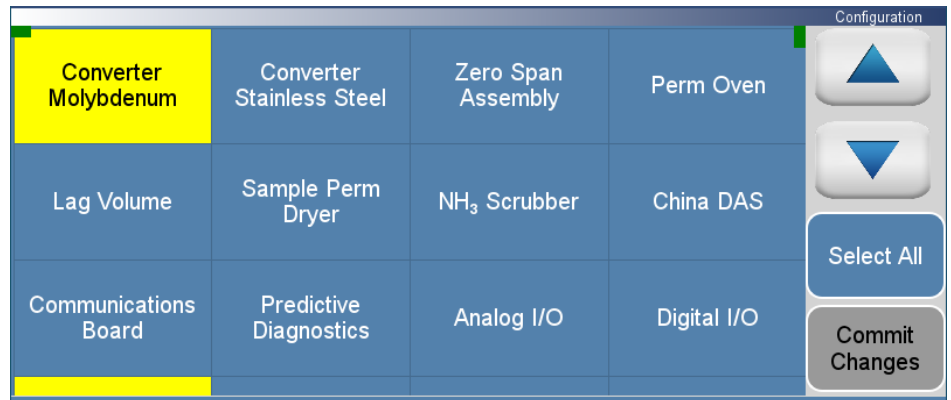 Configuration
Converter
Molybdenum
Converter
Stainless Steel
Zero Span
Assembly
Perm Oven
Lag Volume
Sample Perm
Dryer
NH₃ Scrubber
China DAS
Select All
Communications
Board
Predictive
Diagnostics
Analog I/O
Digital I/O
Commit
Changes